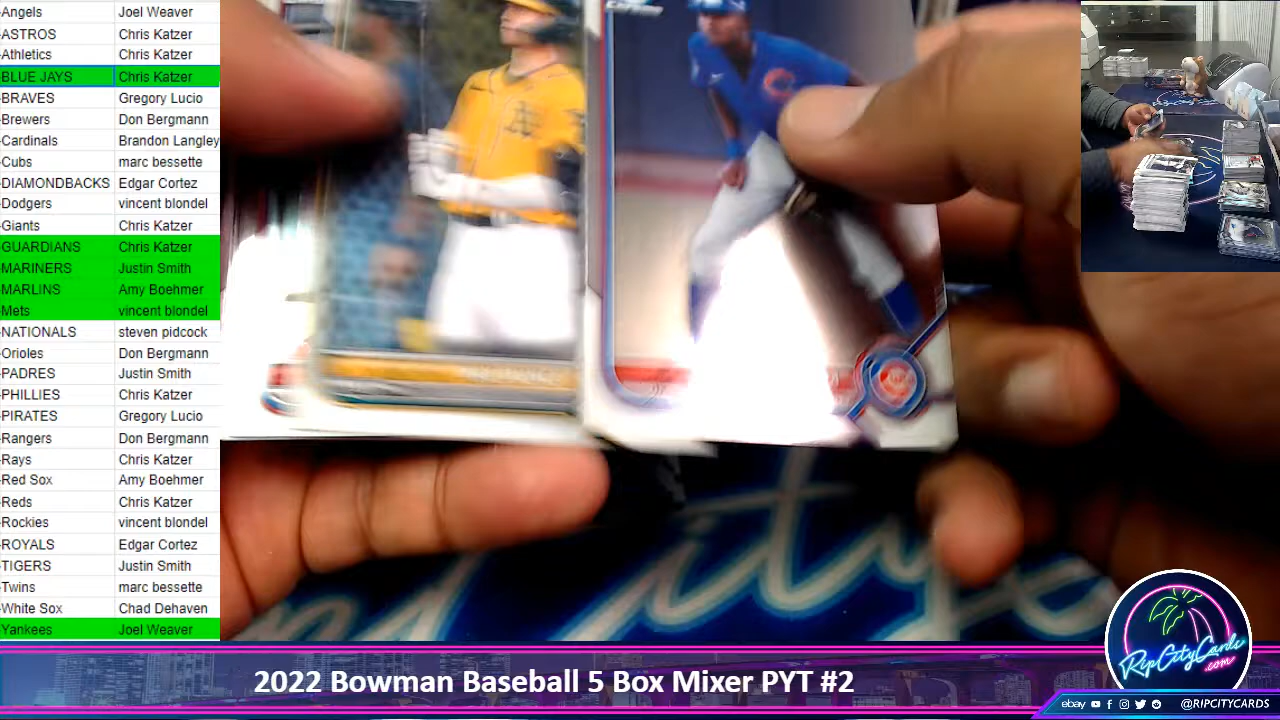 -Angels Joel Weaver
-ASTROS Chris Katzer
-Athletics Chris Katzer
-BLUE JAYS Chris Katzer
-BRAVES Gregory Lucio
-Brewers Don Bergmann
-Cardinals Brandon Langley
-Cubs marc bessette
-DIAMONDBACKS Edgar Cortez
-Dodgers vincent blondel
-Giants Chris Katzer
-GUARDIANS Chris Katzer
-MARINERS Justin Smith
-MARLINS Amy Boehmer
-Mets vincent blondel
-NATIONALS steven pidcock
-Orioles Don Bergmann
-PADRES Justin Smith
-PHILLIES Chris Katzer
-PIRATES Gregory Lucio
-Rangers Don Bergmann
-Rays Chris Katzer
-Red Sox Amy Boehmer
-Reds Chris Katzer
-Rockies vincent blondel
-ROYALS Edgar Cortez
-TIGERS Justin Smith
-Twins marc bessette
-White Sox Chad Dehaven
-Yankees Joel Weaver
2022 Bowman Baseball 5 Box Mixer PYT #2
RipCityCards
.com
ebay @RIPCITYCARDS